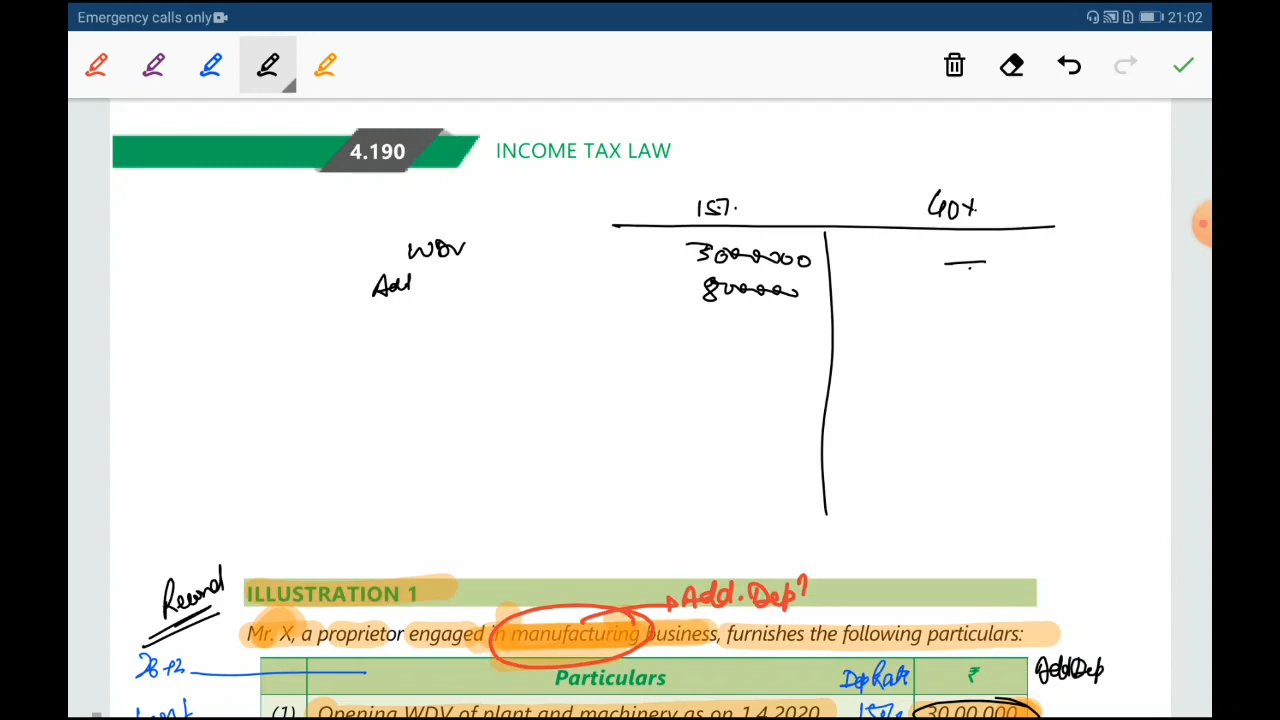 Emergency calls only
21:02
4.190 INCOME TAX LAW
15%. 40%
WDV 3000000 —
Add 800000
Record
ILLUSTRATION 1 Add. Dep?
Mr. X, a proprietor engaged in manufacturing business, furnishes the following particulars:
Particulars Dep Rate ₹ Add Dep
(1) Opening WDV of plant and machinery as on 1.4.2020 15% 30,00,000